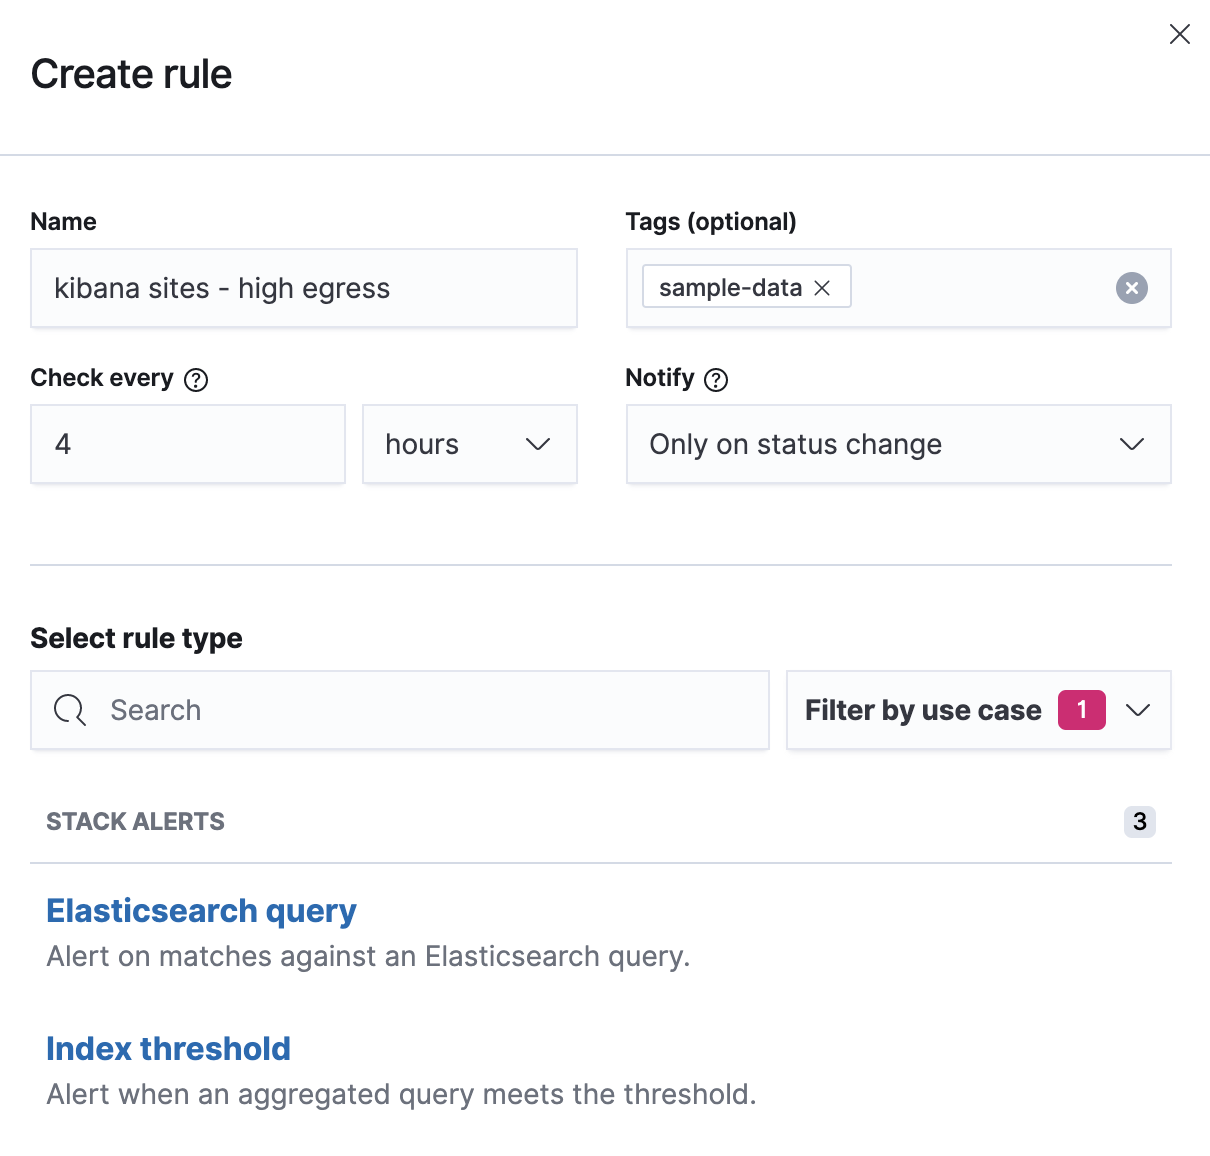 Create rule
Name
Tags (optional)
kibana sites - high egress
sample-data
Check every
Notify
4
hours
Only on status change
Select rule type
Search
Filter by use case 1
STACK ALERTS
3
Elasticsearch query
Alert on matches against an Elasticsearch query.
Index threshold
Alert when an aggregated query meets the threshold.